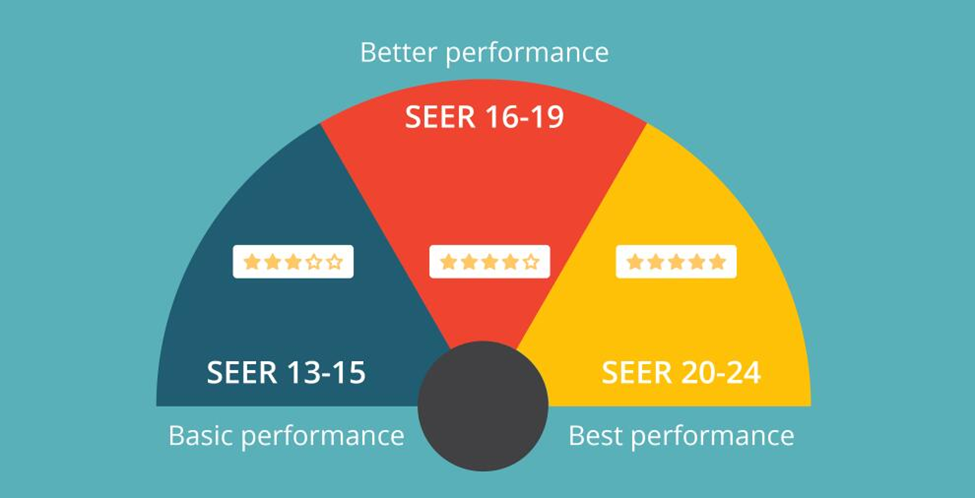 Better performance
SEER 16-19
SEER 13-15
SEER 20-24
Basic performance
Best performance